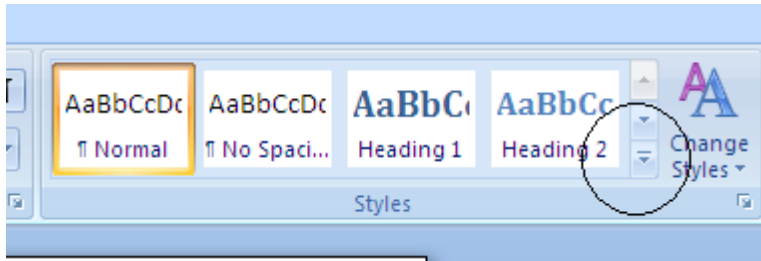 AaBbCcDc AaBbCcDc AaBbC AaBbCc
¶ Normal ¶ No Spaci... Heading 1 Heading 2
Change
Styles
Styles